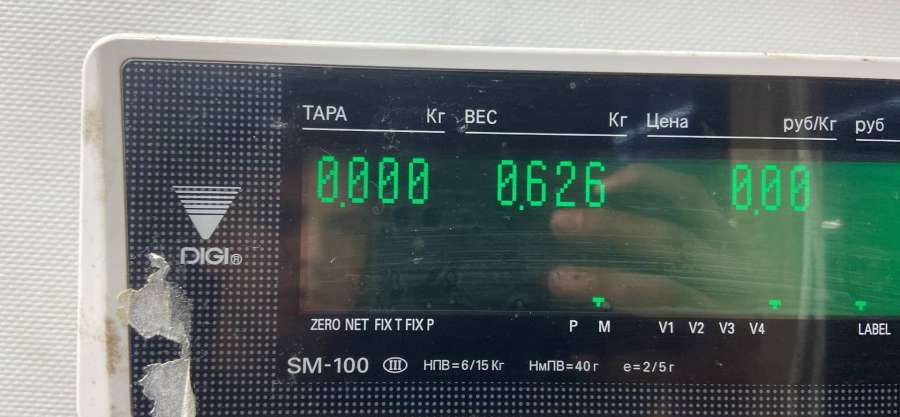 ТАРА Кг ВЕС Кг Цена руб/Кг руб
0.000 0.626 0.00
DIGI®
ZERO NET FIX T FIX P P M V1 V2 V3 V4 LABEL
SM-100 III НПВ=6/15 Кг НмПВ=40 г e=2/5 г